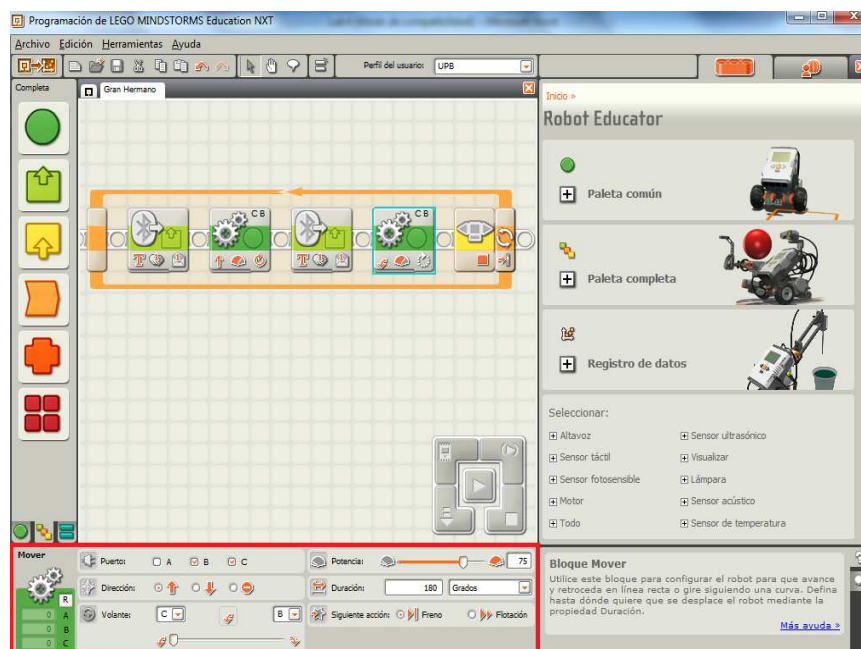 Programación de LEGO MINDSTORMS Education NXT
Archivo Edición Herramientas Ayuda
Perfil del usuario: UPB
Completa
Gran Hermano
C B
C B
Inicio »
Robot Educator
Paleta común
Paleta completa
Registro de datos
Seleccionar:
Altavoz
Sensor ultrasónico
Sensor táctil
Visualizar
Sensor fotosensible
Lámpara
Motor
Sensor acústico
Todo
Sensor de temperatura
Mover
Puerto: A B C
Potencia: 75
Dirección:
Duración: 180 Grados
Volante: C B
Siguiente acción: Freno Flotación
R
0 A
0 B
0 C
Bloque Mover
Utilice este bloque para configurar el robot para que avance
y retroceda en línea recta o gire siguiendo una curva. Defina
hasta dónde quiere que se desplace el robot mediante la
propiedad Duración.
Más ayuda »